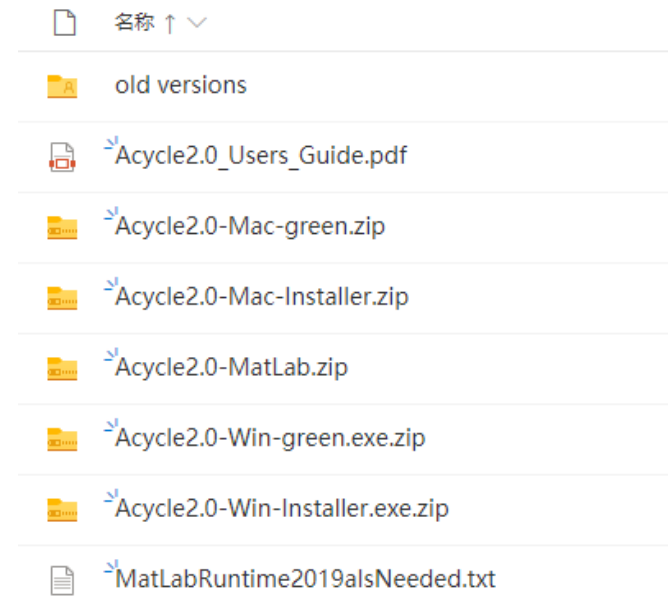 名称 ↑
old versions
Acycle2.0_Users_Guide.pdf
Acycle2.0-Mac-green.zip
Acycle2.0-Mac-Installer.zip
Acycle2.0-MatLab.zip
Acycle2.0-Win-green.exe.zip
Acycle2.0-Win-Installer.exe.zip
MatLabRuntime2019aIsNeeded.txt